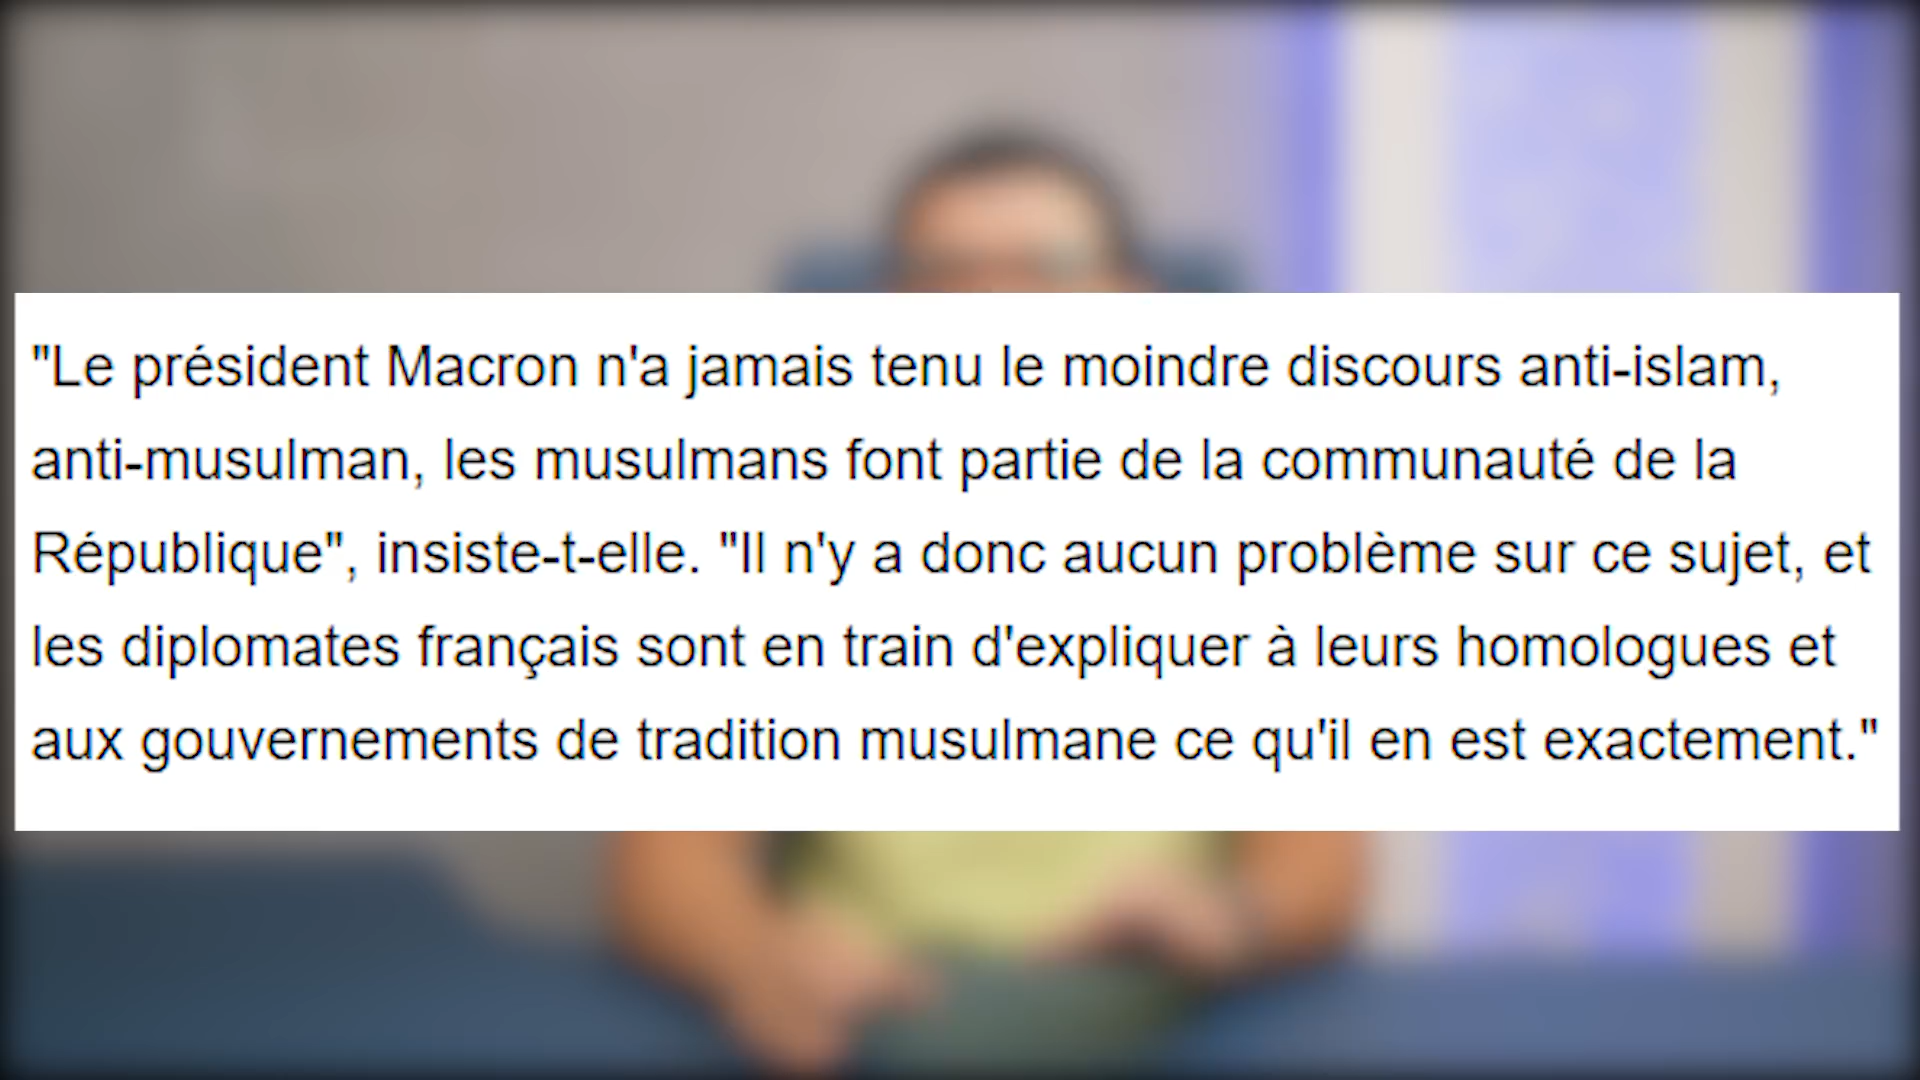 "Le président Macron n'a jamais tenu le moindre discours anti-islam,
anti-musulman, les musulmans font partie de la communauté de la
République", insiste-t-elle. "Il n'y a donc aucun problème sur ce sujet, et
les diplomates français sont en train d'expliquer à leurs homologues et
aux gouvernements de tradition musulmane ce qu'il en est exactement."